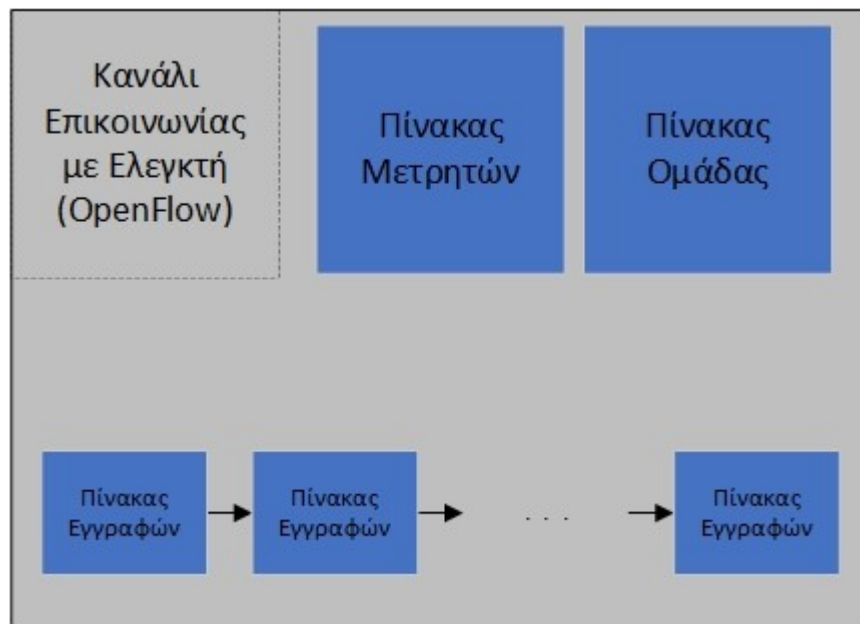 Κανάλι
Επικοινωνίας
με Ελεγκτή
(OpenFlow)
Πίνακας
Μετρητών
Πίνακας
Ομάδας
Πίνακας
Εγγραφών
Πίνακας
Εγγραφών
. . .
Πίνακας
Εγγραφών